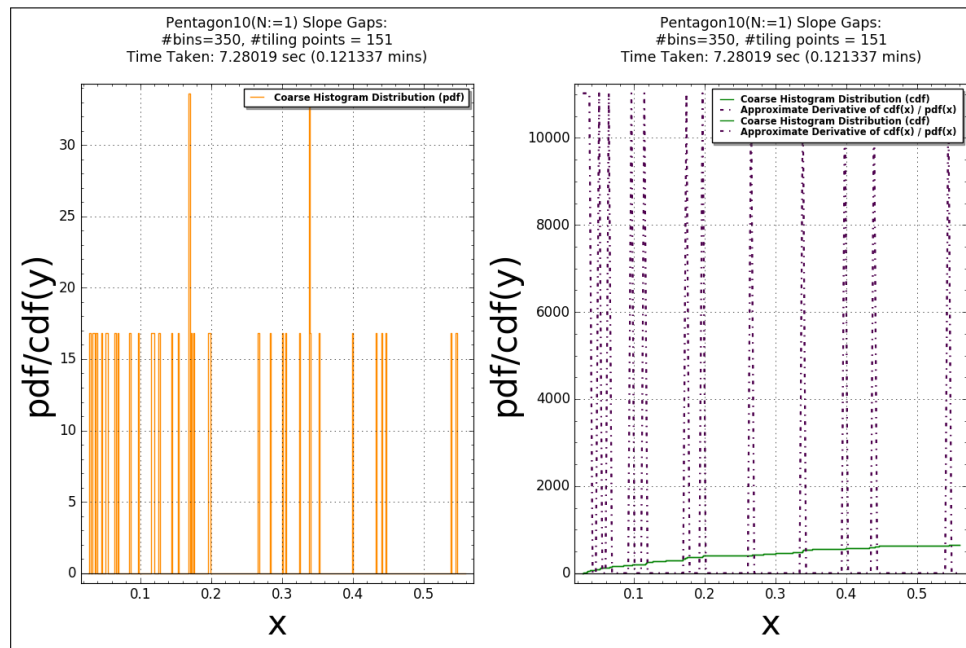 Pentagon10(N:=1) Slope Gaps:
#bins=350, #tiling points = 151
Time Taken: 7.28019 sec (0.121337 mins)
Coarse Histogram Distribution (pdf)
30
25
20
15
10
5
0
0.1
0.2
0.3
0.4
0.5
pdf/cdf(y)
x
Pentagon10(N:=1) Slope Gaps:
#bins=350, #tiling points = 151
Time Taken: 7.28019 sec (0.121337 mins)
Coarse Histogram Distribution (cdf)
Approximate Derivative of cdf(x) / pdf(x)
Coarse Histogram Distribution (cdf)
Approximate Derivative of cdf(x) / pdf(x)
10000
8000
6000
4000
2000
0
0.1
0.2
0.3
0.4
0.5
pdf/cdf(y)
x